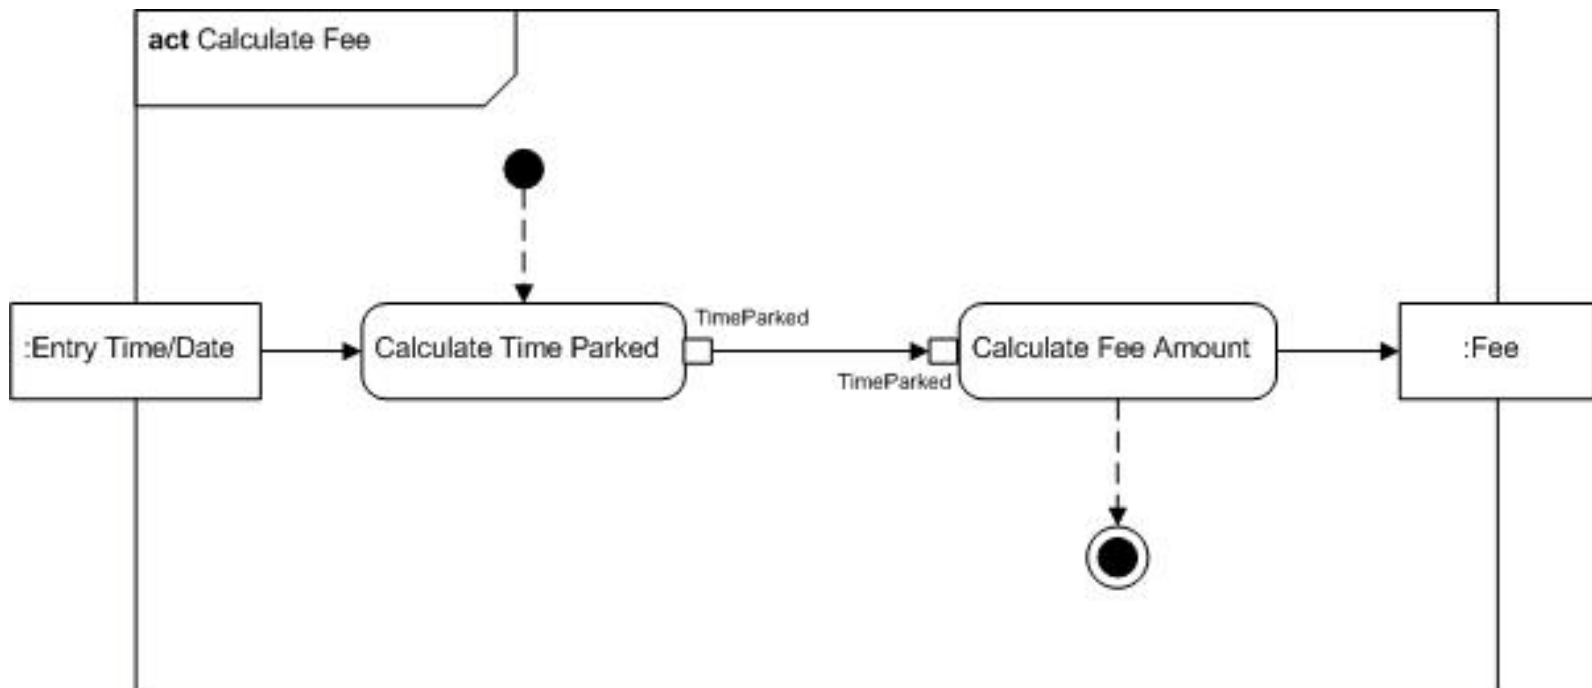 act Calculate Fee
:Entry Time/Date
Calculate Time Parked
TimeParked
TimeParked
Calculate Fee Amount
:Fee